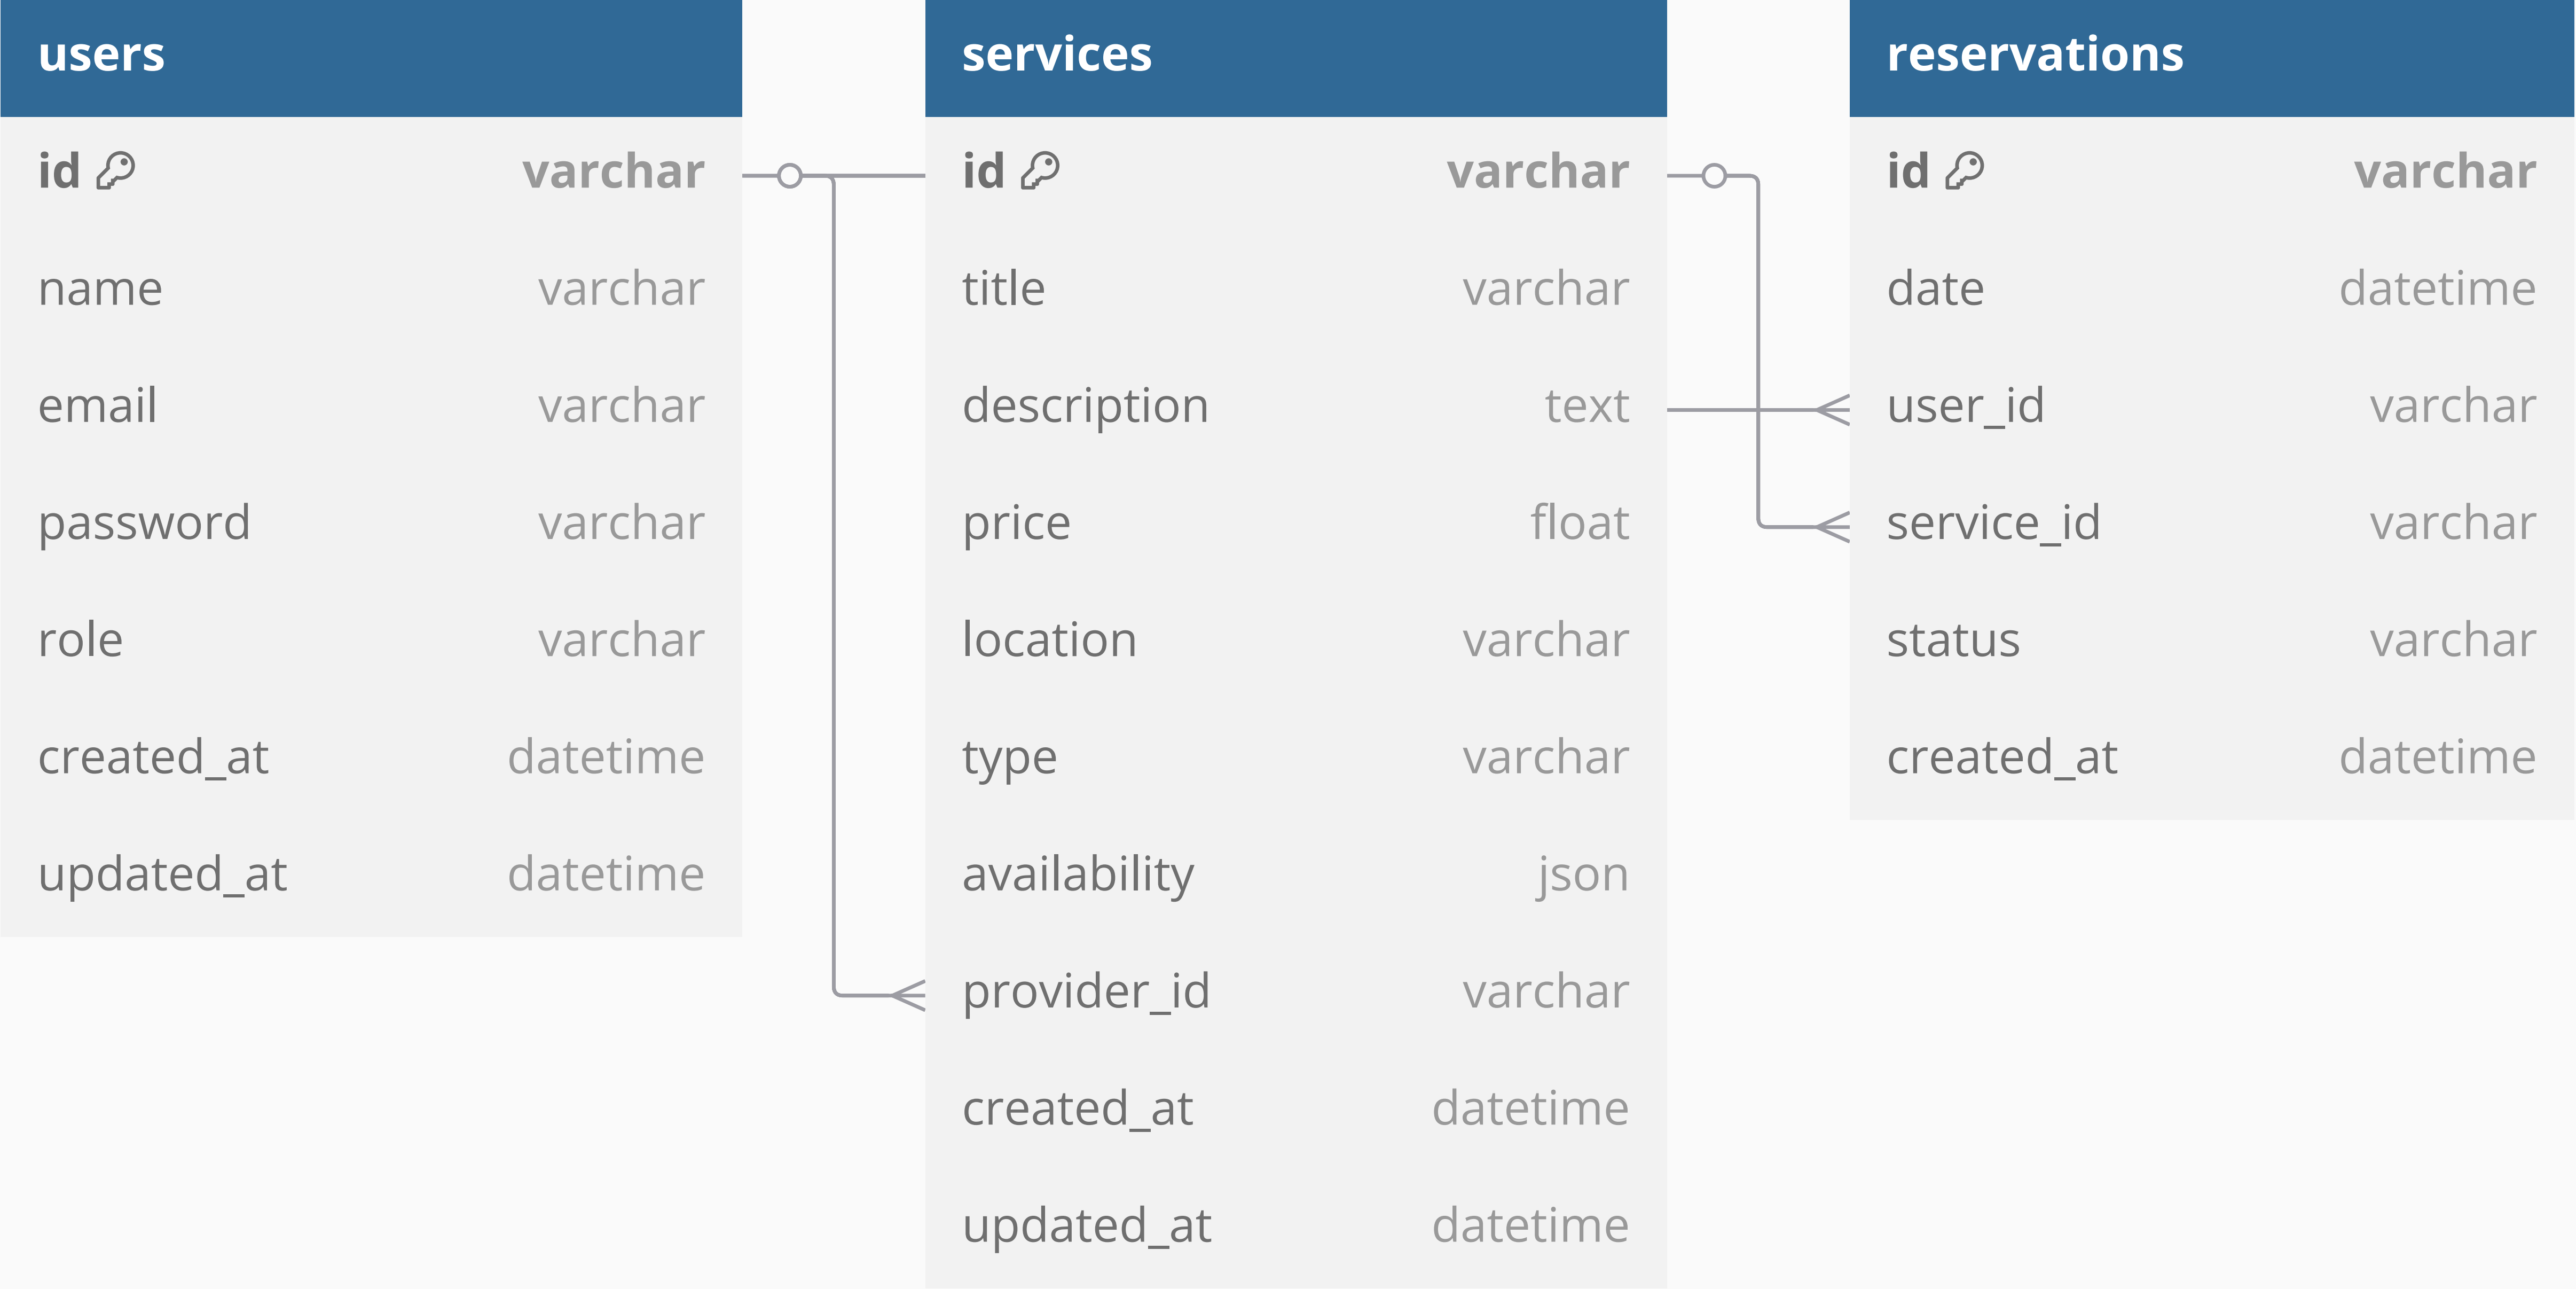 users
id varchar
name varchar
email varchar
password varchar
role varchar
created_at datetime
updated_at datetime
services
id varchar
title varchar
description text
price float
location varchar
type varchar
availability json
provider_id varchar
created_at datetime
updated_at datetime
reservations
id varchar
date datetime
user_id varchar
service_id varchar
status varchar
created_at datetime